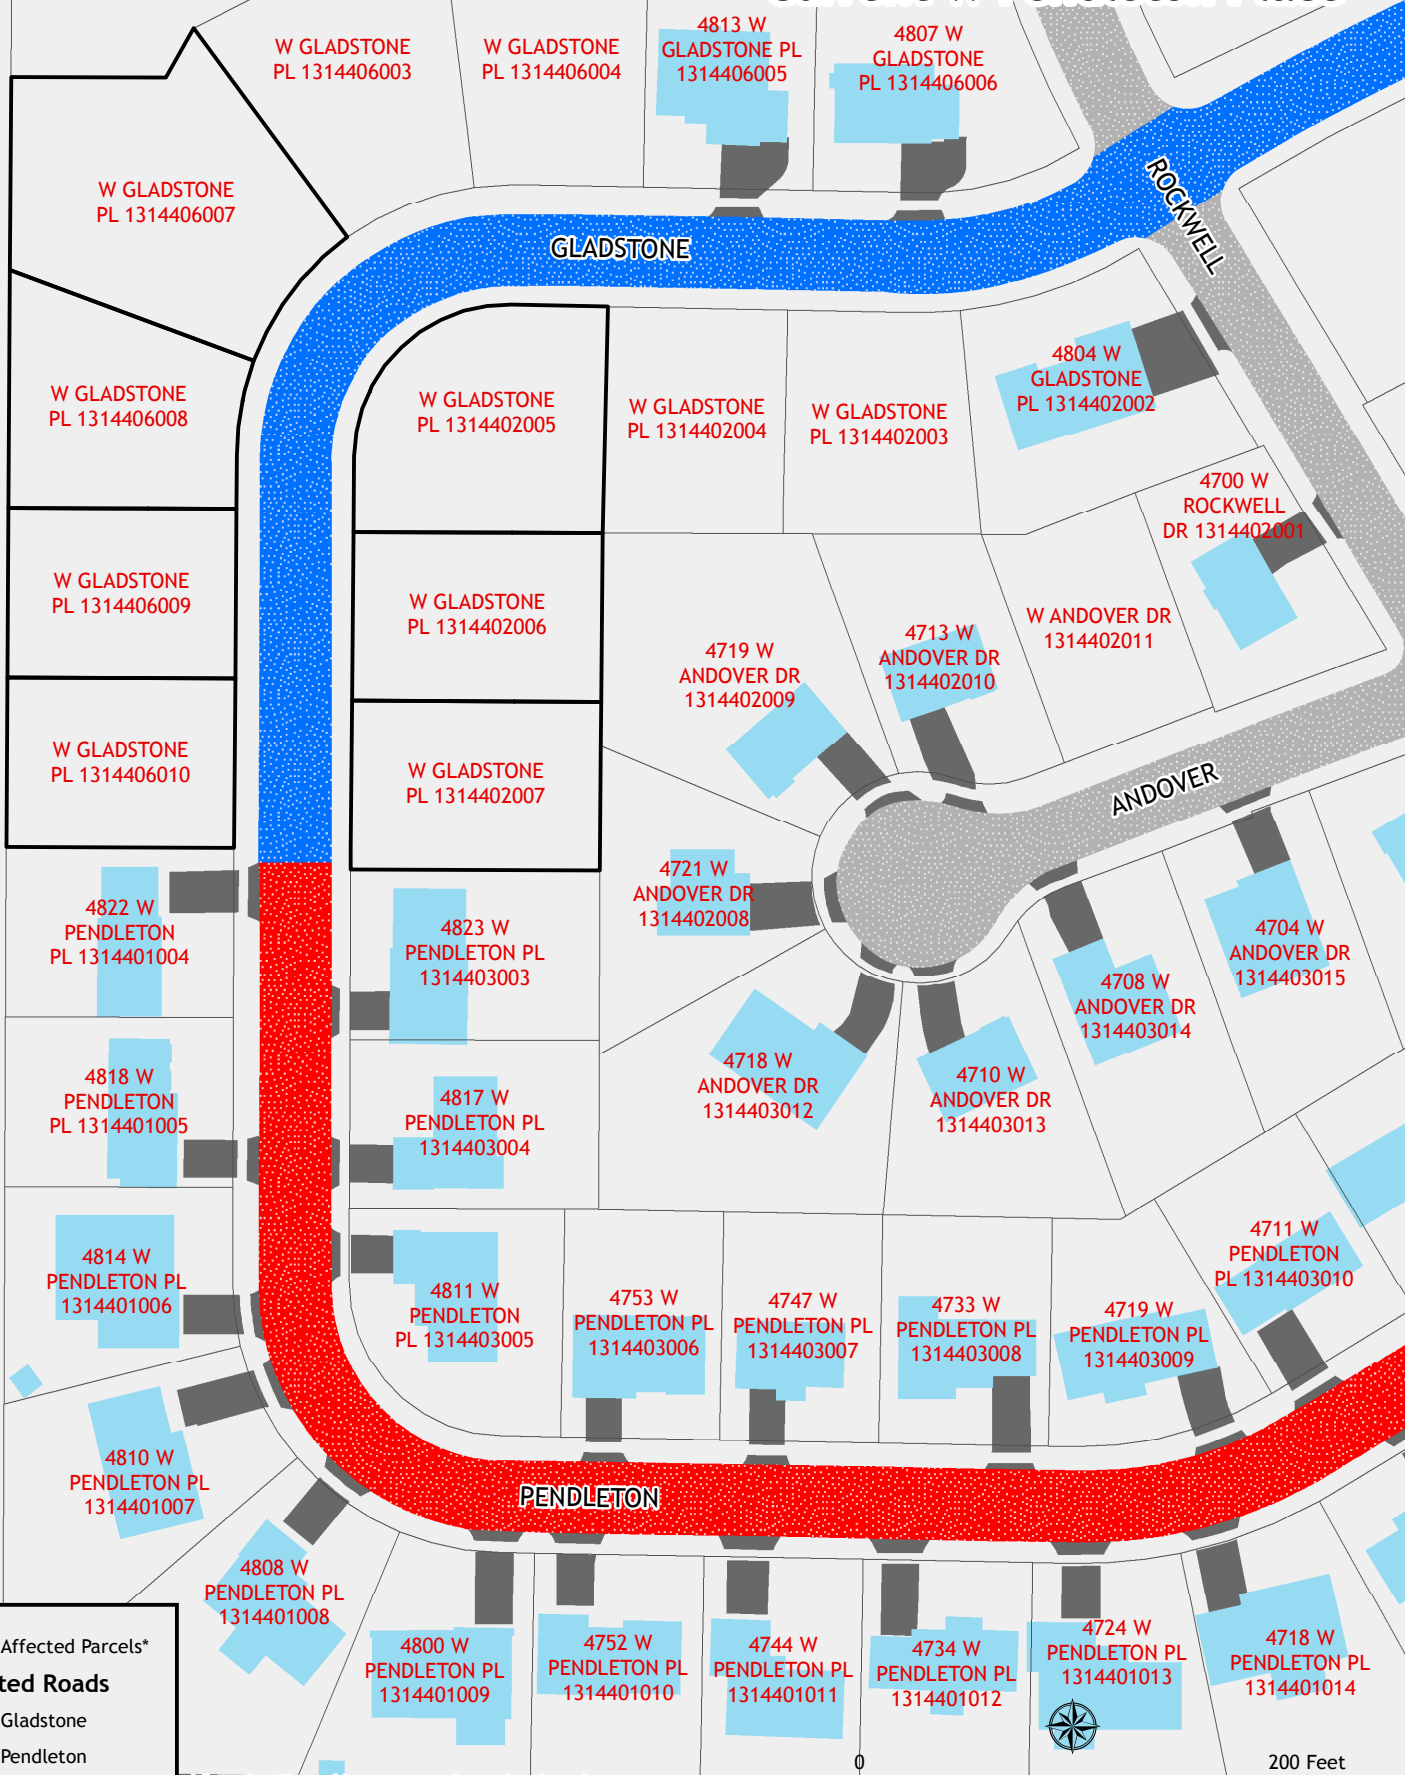 4813 W
GLADSTONE PL
1314406005
4807 W
GLADSTONE
PL 1314406006
W GLADSTONE
PL 1314406003
W GLADSTONE
PL 1314406004
W GLADSTONE
PL 1314406007
ROCKWELL
GLADSTONE
4804 W
GLADSTONE
PL 1314402002
W GLADSTONE
PL 1314406008
W GLADSTONE
PL 1314402005
W GLADSTONE
PL 1314402004
W GLADSTONE
PL 1314402003
4700 W
ROCKWELL
DR 1314402001
W GLADSTONE
PL 1314406009
W GLADSTONE
PL 1314402006
W ANDOVER DR
1314402011
4713 W
ANDOVER DR
1314402010
4719 W
ANDOVER DR
1314402009
W GLADSTONE
PL 1314406010
W GLADSTONE
PL 1314402007
ANDOVER
4721 W
ANDOVER DR
1314402008
4822 W
PENDLETON
PL 1314401004
4823 W
PENDLETON PL
1314403003
4704 W
ANDOVER DR
1314403015
4708 W
ANDOVER DR
1314403014
4718 W
ANDOVER DR
1314403012
4710 W
ANDOVER DR
1314403013
4818 W
PENDLETON
PL 1314401005
4817 W
PENDLETON PL
1314403004
4711 W
PENDLETON
PL 1314403010
4814 W
PENDLETON PL
1314401006
4811 W
PENDLETON
PL 1314403005
4753 W
PENDLETON PL
1314403006
4747 W
PENDLETON PL
1314403007
4733 W
PENDLETON PL
1314403008
4719 W
PENDLETON PL
1314403009
4810 W
PENDLETON PL
1314401007
PENDLETON
4808 W
PENDLETON PL
1314401008
4800 W
PENDLETON PL
1314401009
4752 W
PENDLETON PL
1314401010
4744 W
PENDLETON PL
1314401011
4734 W
PENDLETON PL
1314401012
4724 W
PENDLETON PL
1314401013
4718 W
PENDLETON PL
1314401014
Affected Parcels*
ted Roads
Gladstone
Pendleton
0
200 Feet